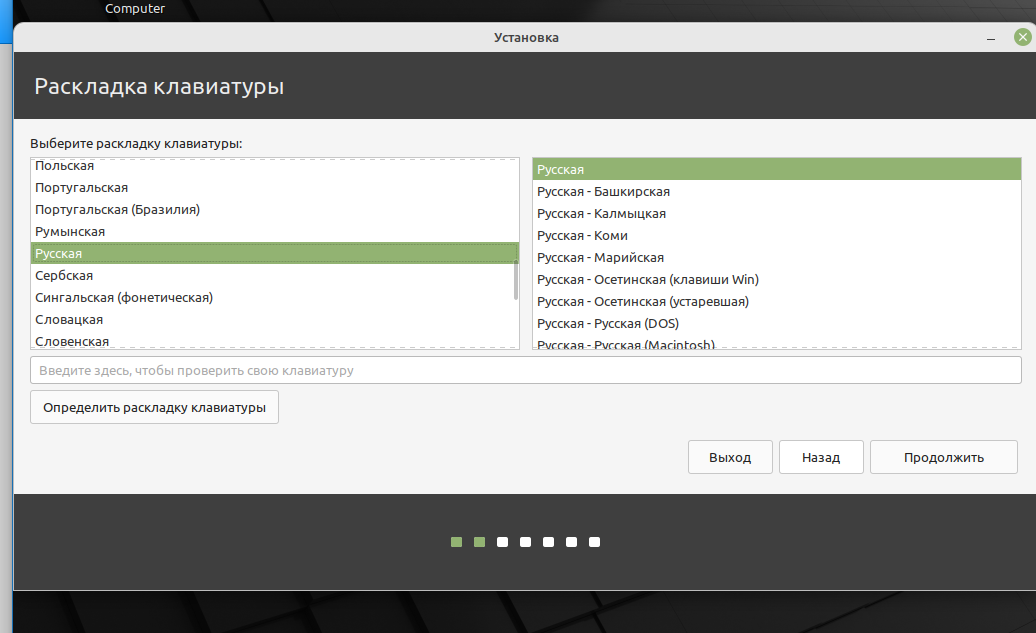 Computer
Установка
Раскладка клавиатуры
Выберите раскладку клавиатуры:
Польская
Португальская
Португальская (Бразилия)
Румынская
Русская
Сербская
Сингальская (фонетическая)
Словацкая
Словенская
Русская
Русская - Башкирская
Русская - Калмыцкая
Русская - Коми
Русская - Марийская
Русская - Осетинская (клавиши Win)
Русская - Осетинская (устаревшая)
Русская - Русская (DOS)
Русская - Русская (Macintosh)
Введите здесь, чтобы проверить свою клавиатуру
Определить раскладку клавиатуры
Выход Назад Продолжить